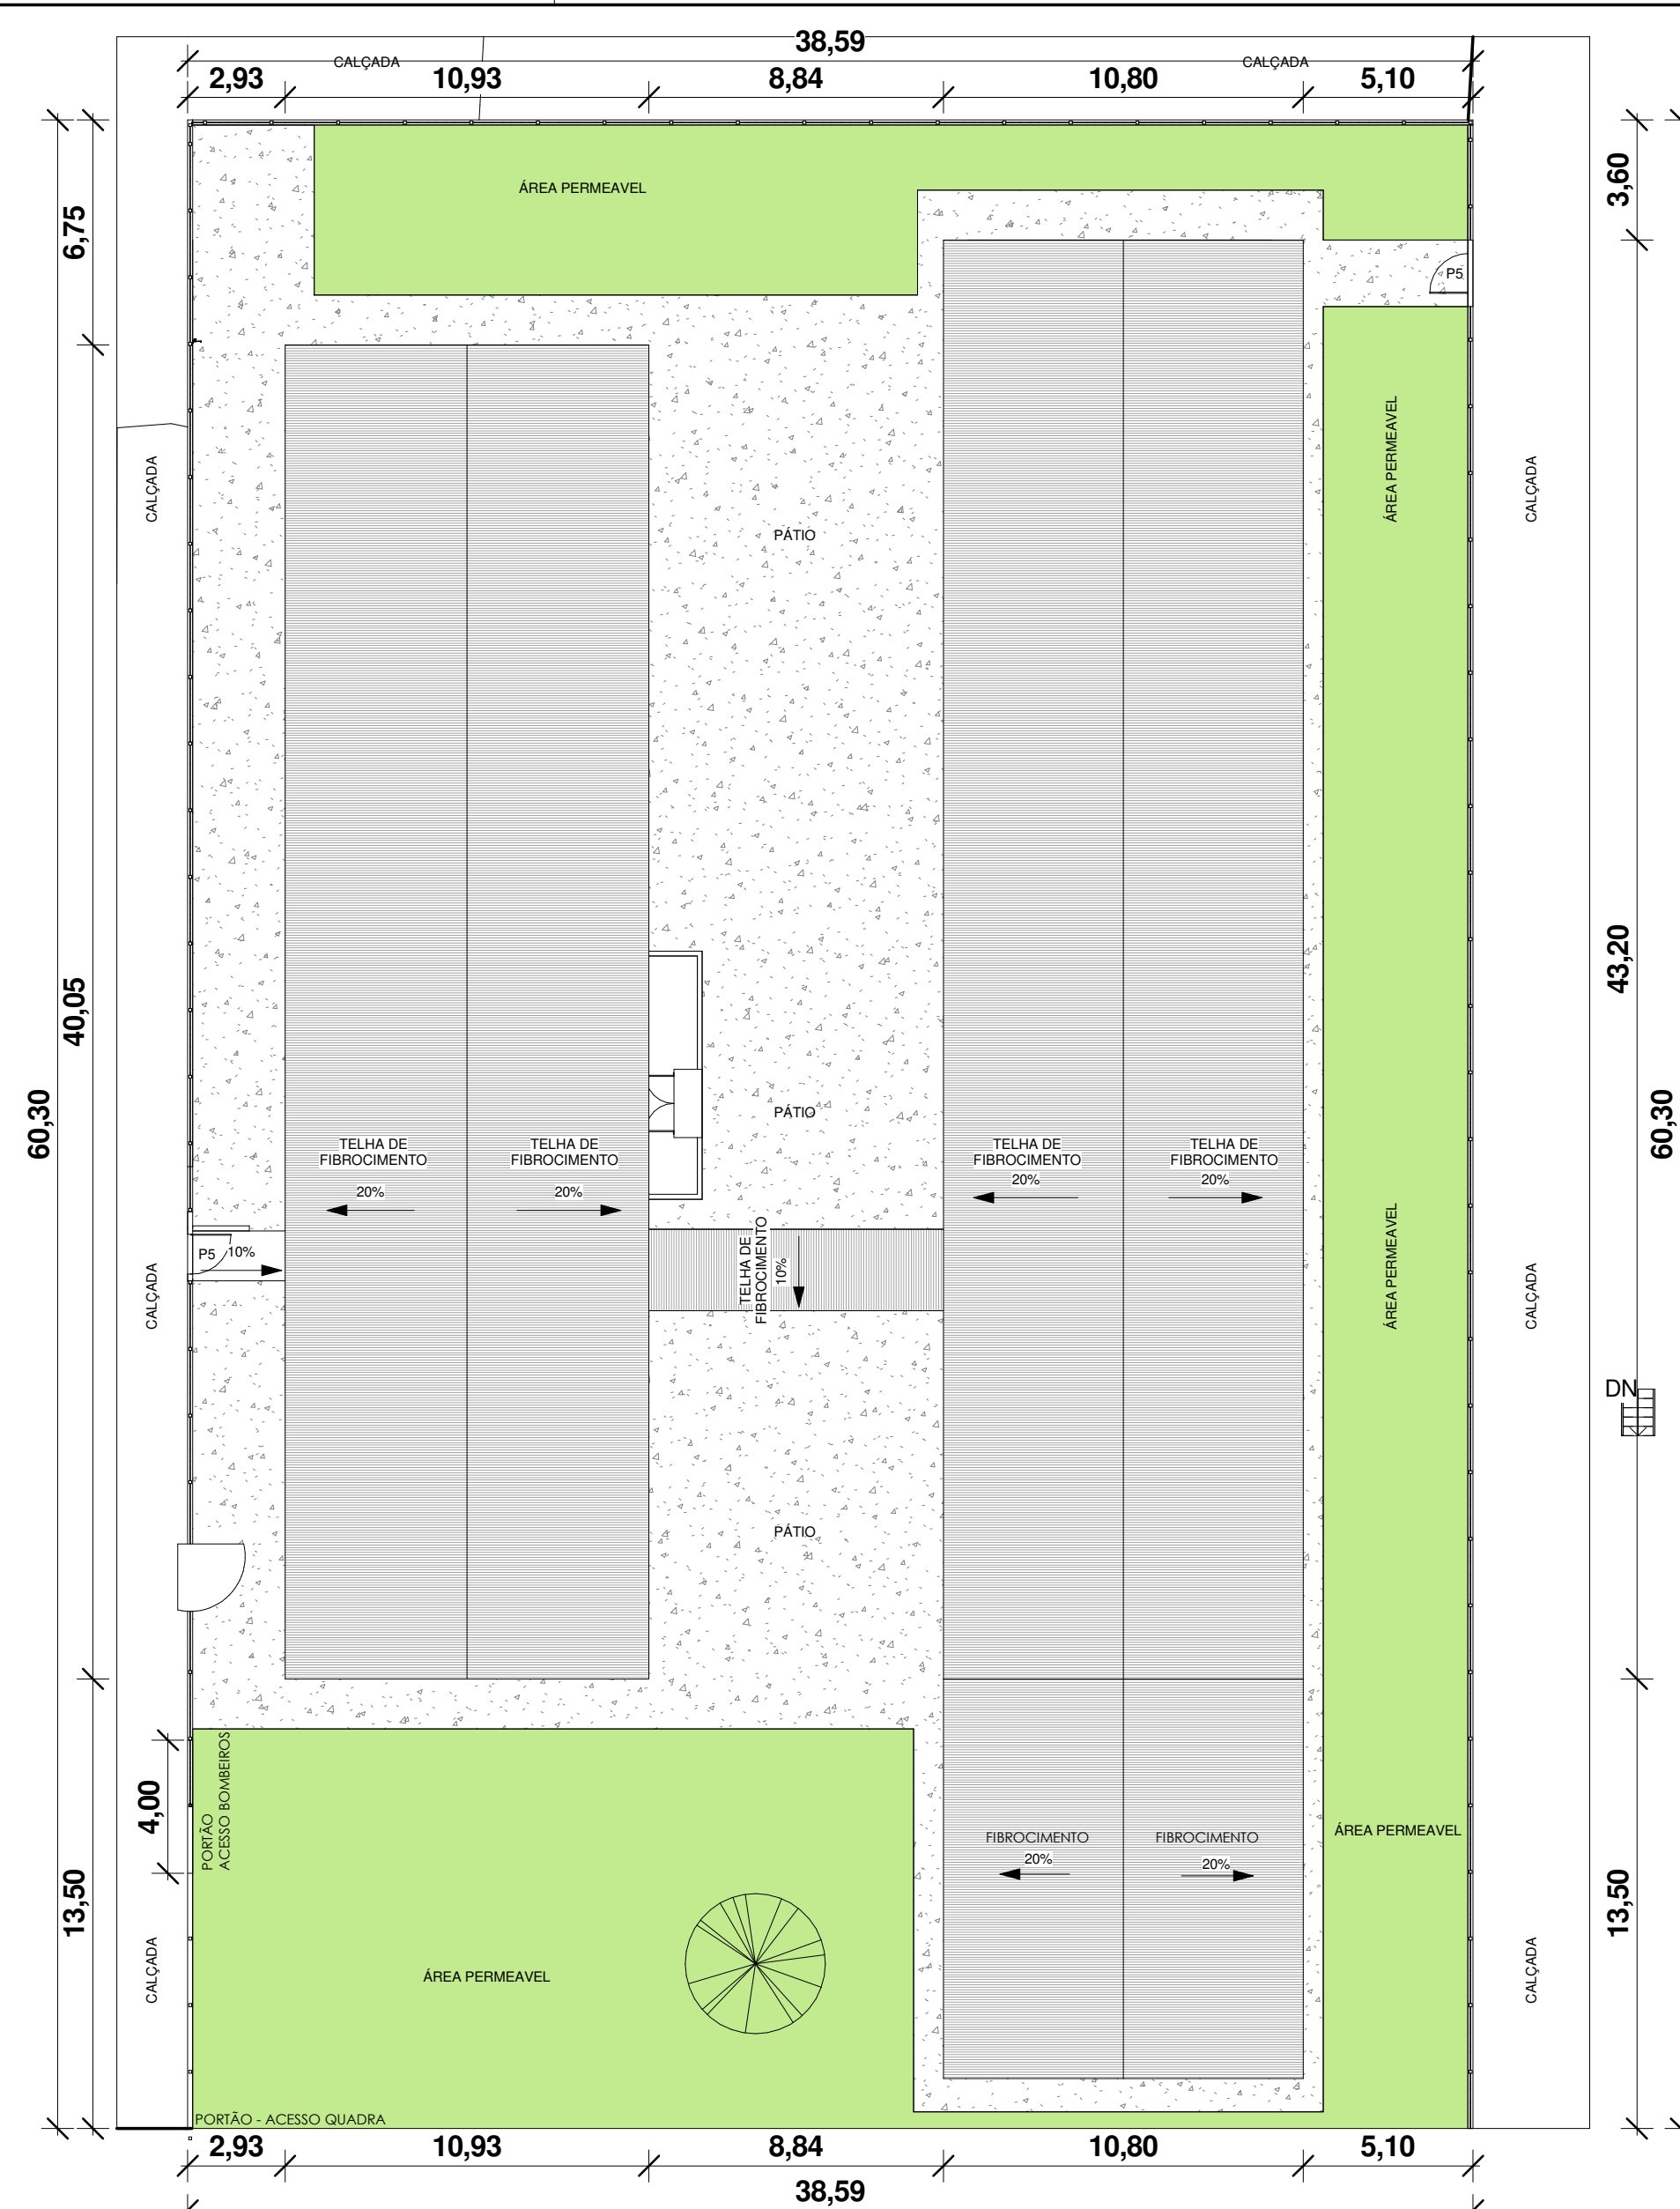 38,59
CALÇADA
CALÇADA
2,93
10,93
8,84
10,80
5,10
ÁREA PERMEAVEL
3,60
6,75
P5
ÁREA PERMEAVEL
CALÇADA
CALÇADA
PÁTIO
43,20
40,05
60,30
60,30
PÁTIO
TELHA DE
FIBROCIMENTO
20%
TELHA DE
FIBROCIMENTO
20%
TELHA DE
FIBROCIMENTO
20%
TELHA DE
FIBROCIMENTO
20%
P5
10%
TELHA DE
FIBROCIMENTO
10%
ÁREA PERMEAVEL
CALÇADA
CALÇADA
DN
PÁTIO
4,00
PORTÃO
ACESSO BOMBEIROS
FIBROCIMENTO
20%
FIBROCIMENTO
20%
ÁREA PERMEAVEL
13,50
13,50
CALÇADA
CALÇADA
ÁREA PERMEAVEL
PORTÃO - ACESSO QUADRA
2,93
10,93
8,84
10,80
5,10
38,59